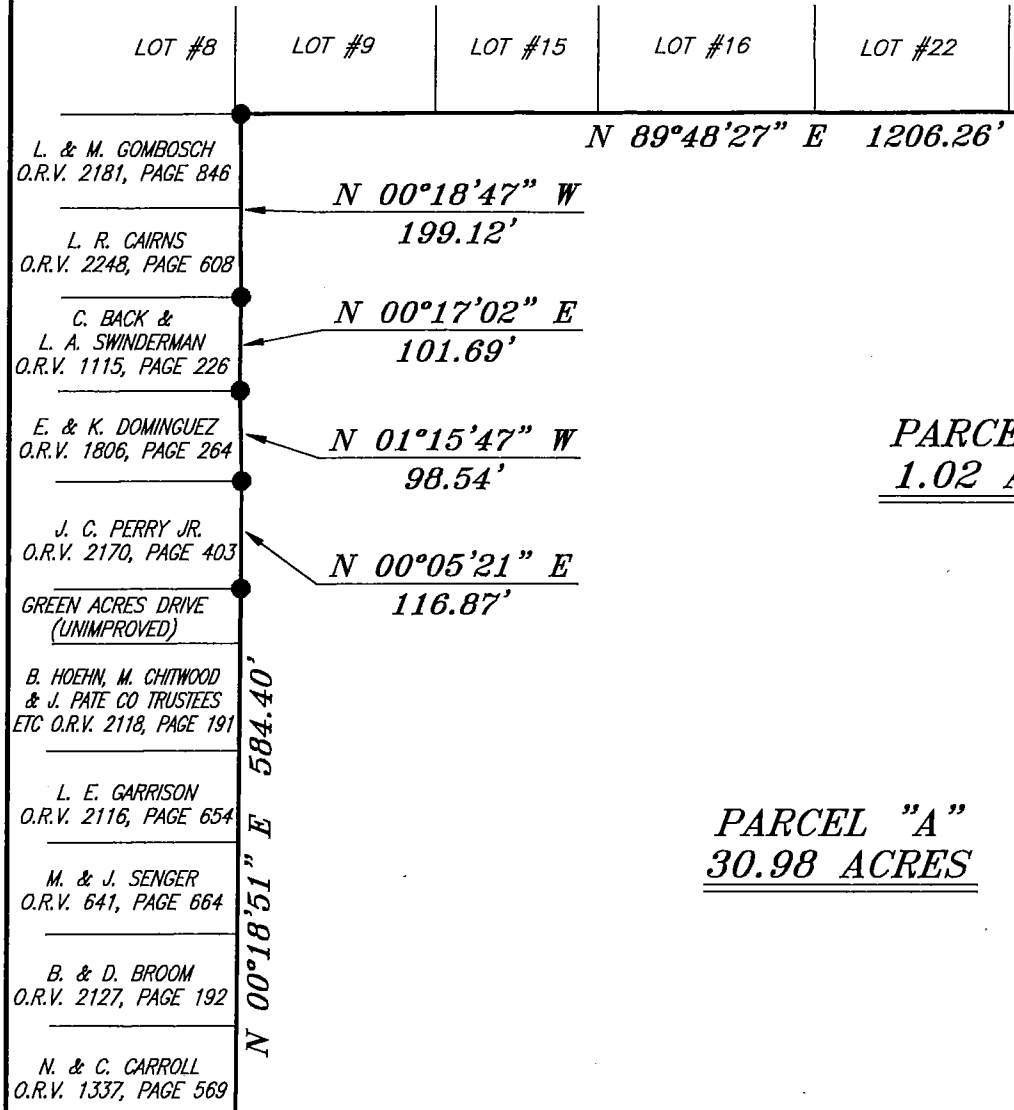 LOT #8
LOT #9
LOT #15
LOT #16
LOT #22
N 89°48'27" E 1206.26'
L. & M. GOMBOSCH
O.R.V. 2181, PAGE 846
N 00°18'47" W
199.12'
L. R. CAIRNS
O.R.V. 2248, PAGE 608
C. BACK &
L. A. SWINDERMAN
O.R.V. 1115, PAGE 226
N 00°17'02" E
101.69'
E. & K. DOMINGUEZ
O.R.V. 1806, PAGE 264
N 01°15'47" W
98.54'
PARCE
1.02 A
J. C. PERRY JR.
O.R.V. 2170, PAGE 403
N 00°05'21" E
116.87'
GREEN ACRES DRIVE
(UNIMPROVED)
B. HOEHN, M. CHITWOOD
& J. PATE CO TRUSTEES
ETC O.R.V. 2118, PAGE 191
N 00°18'51" E 584.40'
L. E. GARRISON
O.R.V. 2116, PAGE 654
PARCEL "A"
30.98 ACRES
M. & J. SENGER
O.R.V. 641, PAGE 664
B. & D. BROOM
O.R.V. 2127, PAGE 192
N. & C. CARROLL
O.R.V. 1337, PAGE 569